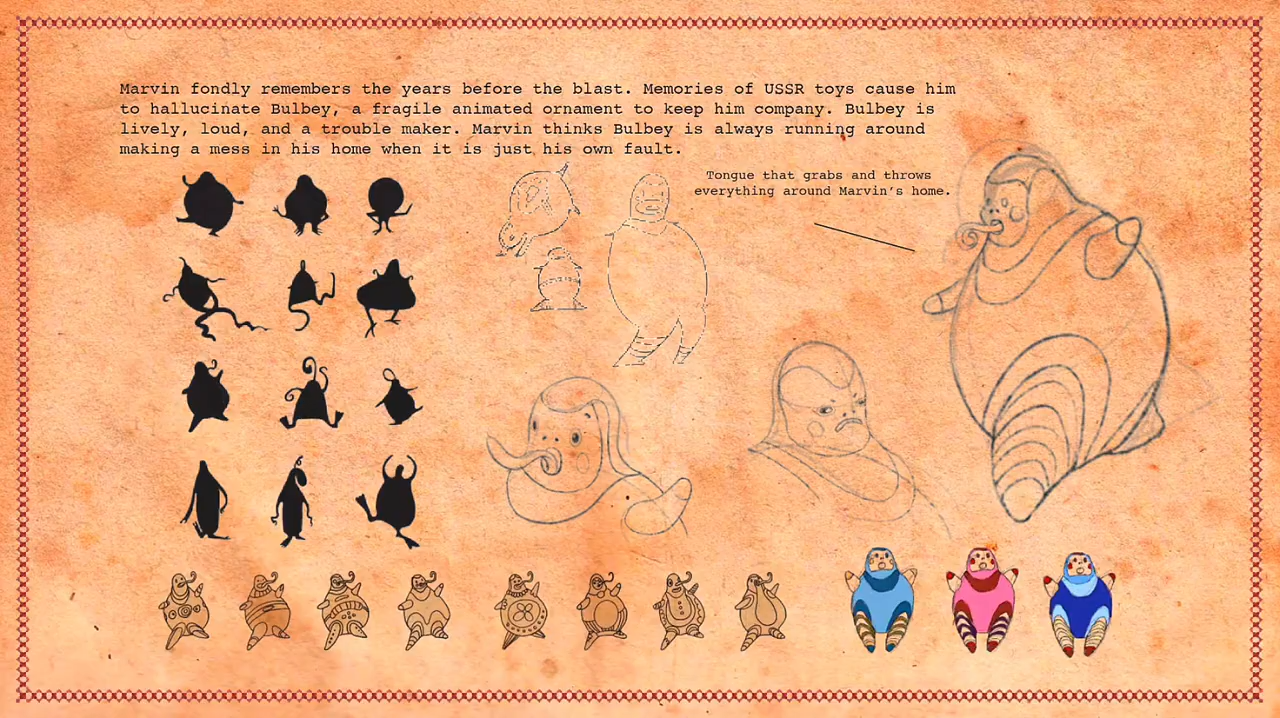 Marvin fondly remembers the years before the blast. Memories of USSR toys cause him
to hallucinate Bulbey, a fragile animated ornament to keep him company. Bulbey is
lively, loud, and a trouble maker. Marvin thinks Bulbey is always running around
making a mess in his home when it is just his own fault.
Tongue that grabs and throws
everything around Marvin's home.